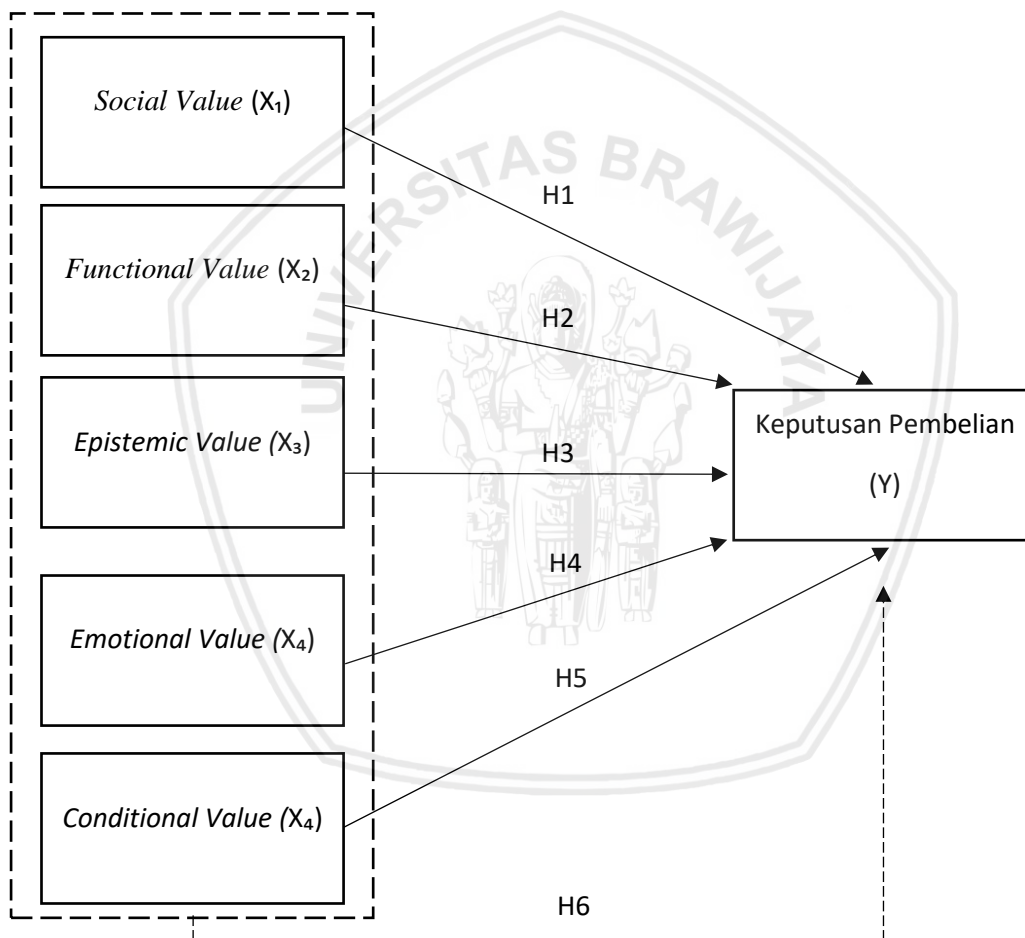 Social Value (X₁)
Functional Value (X₂)
Epistemic Value (X₃)
Emotional Value (X₄)
Conditional Value (X₄)
H1
H2
H3
H4
H5
H6
Keputusan Pembelian
(Y)
UNIVERSITAS BRAWIJAYA